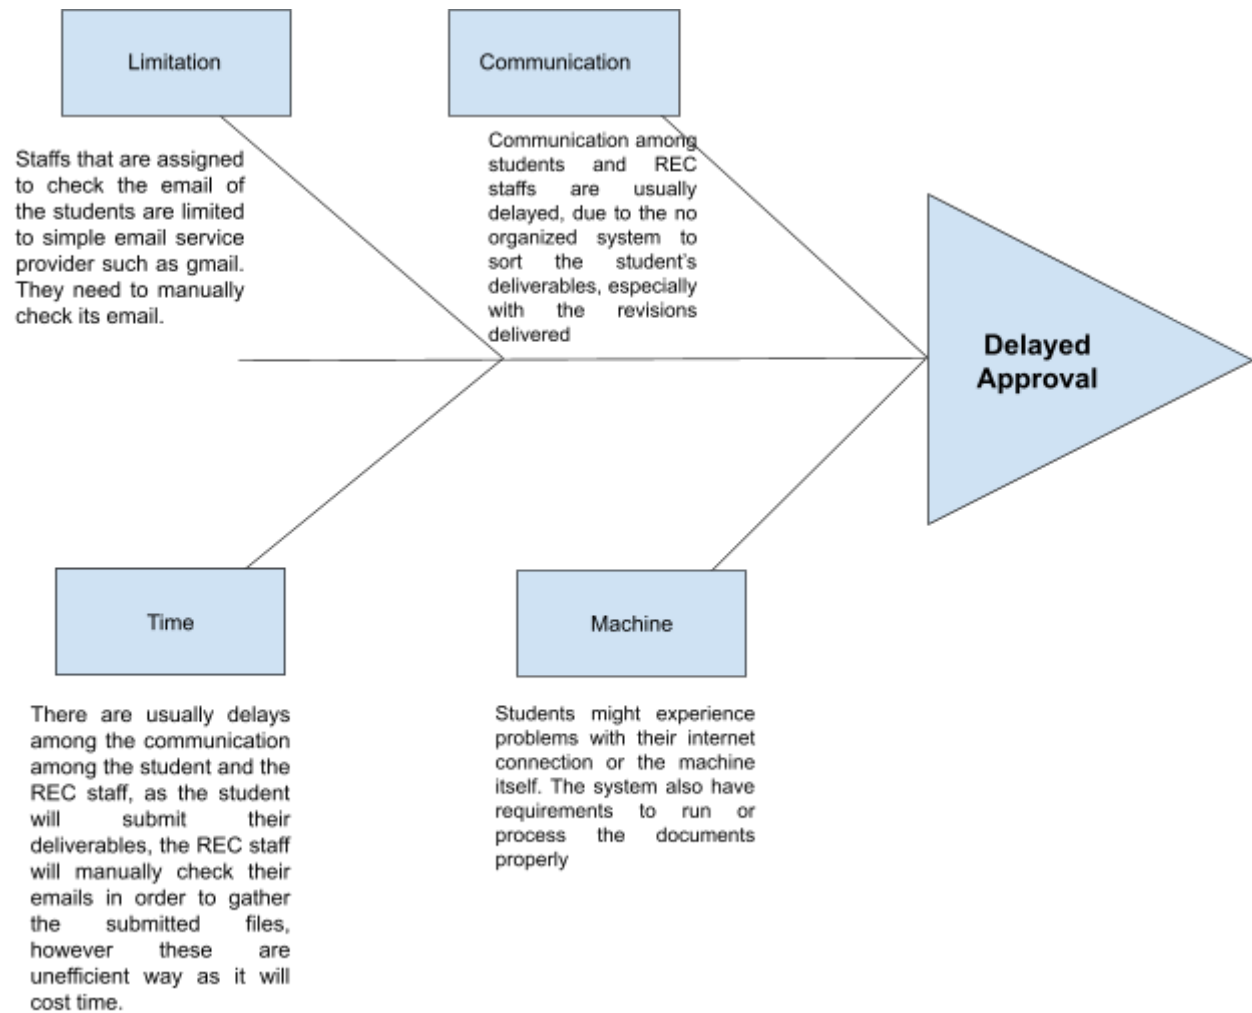 Limitation
Communication
Staffs that are assigned
to check the email of
the students are limited
to simple email service
provider such as gmail.
They need to manually
check its email.
Communication among
students and REC
staffs are usually
delayed, due to the no
organized system to
sort the student's
deliverables, especially
with the revisions
delivered
Delayed
Approval
Time
Machine
There are usually delays
among the communication
among the student and the
REC staff, as the student
will submit their
deliverables, the REC staff
will manually check their
emails in order to gather
the submitted files,
however these are
unefficient way as it will
cost time.
Students might experience
problems with their internet
connection or the machine
itself. The system also have
requirements to run or
process the documents
properly